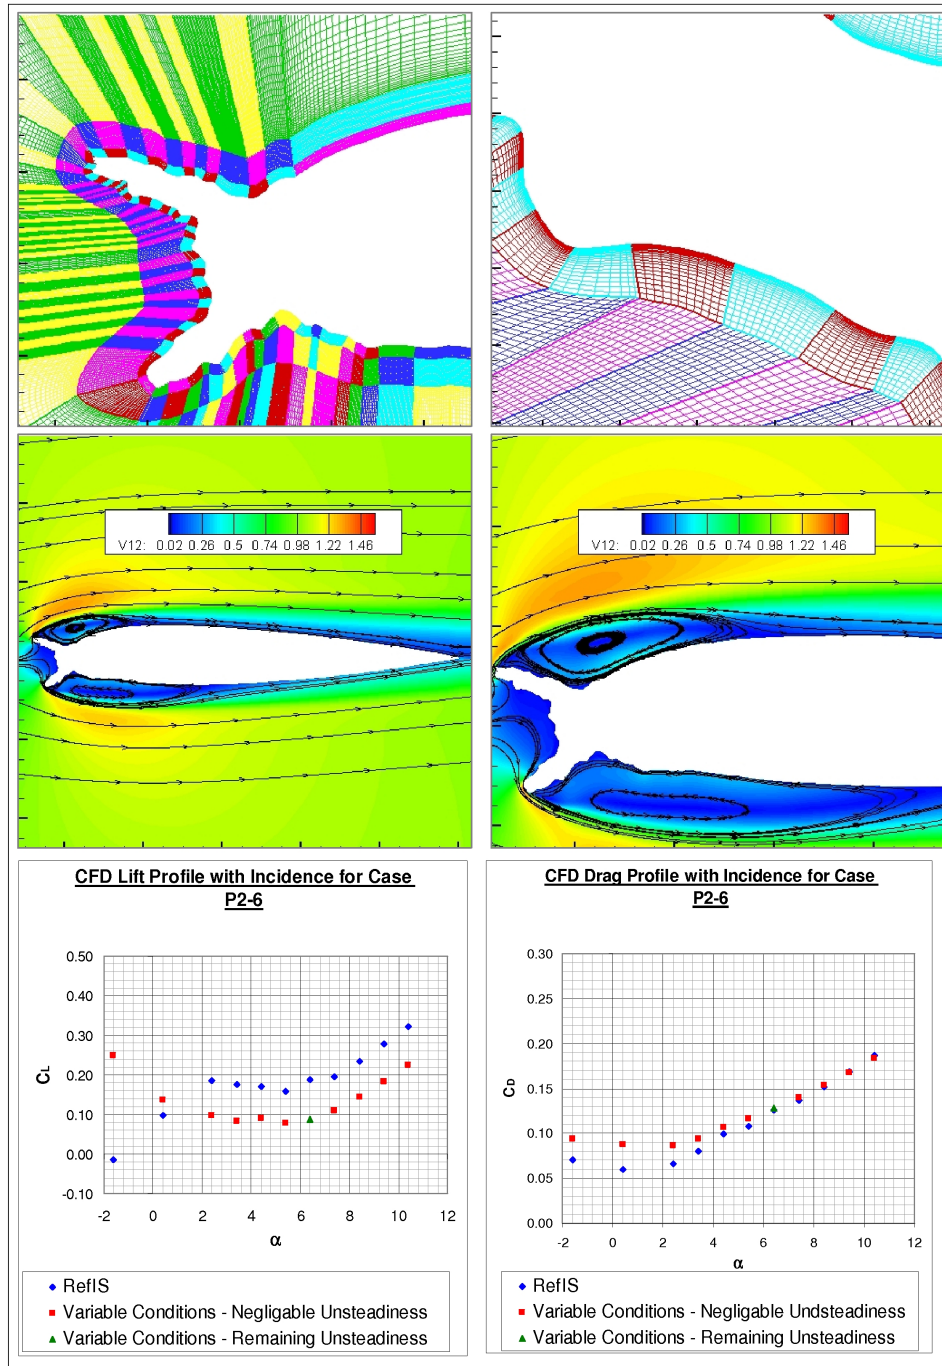 V12: 0.02 0.26 0.5 0.74 0.98 1.22 1.46
V12: 0.02 0.26 0.5 0.74 0.98 1.22 1.46
CFD Lift Profile with Incidence for Case
P2-6
0.50
0.40
0.30
0.20
0.10
0.00
-0.10
CL
-2 0 2 4 6 8 10 12
α
RefIS
Variable Conditions - Negligable Unsteadiness
Variable Conditions - Remaining Unsteadiness
CFD Drag Profile with Incidence for Case
P2-6
0.30
0.25
0.20
0.15
0.10
0.05
0.00
CD
-2 0 2 4 6 8 10 12
α
RefIS
Variable Conditions - Negligable Undsteadiness
Variable Conditions - Remaining Unsteadiness